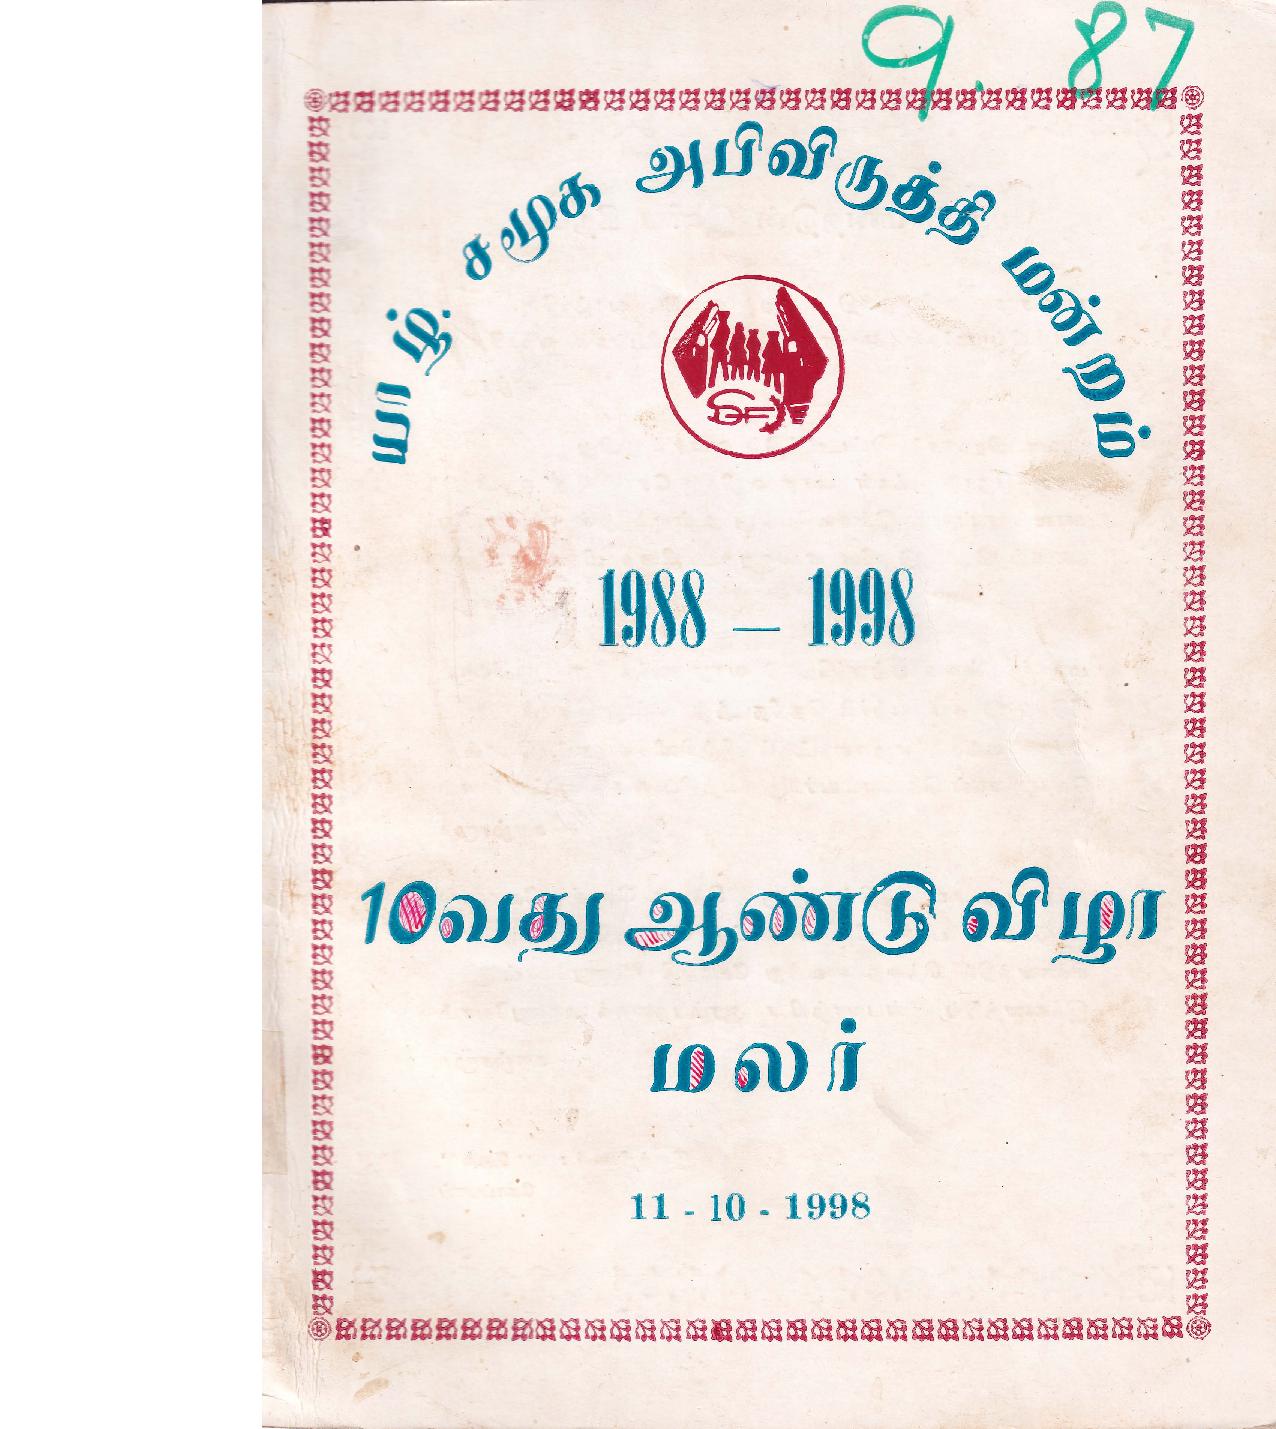 9. 87
யாழ். சமூக அபிவிருத்தி மன்றம்
1988 - 1998
10வது ஆண்டு விழா
மலர்
11 - 10 - 1998